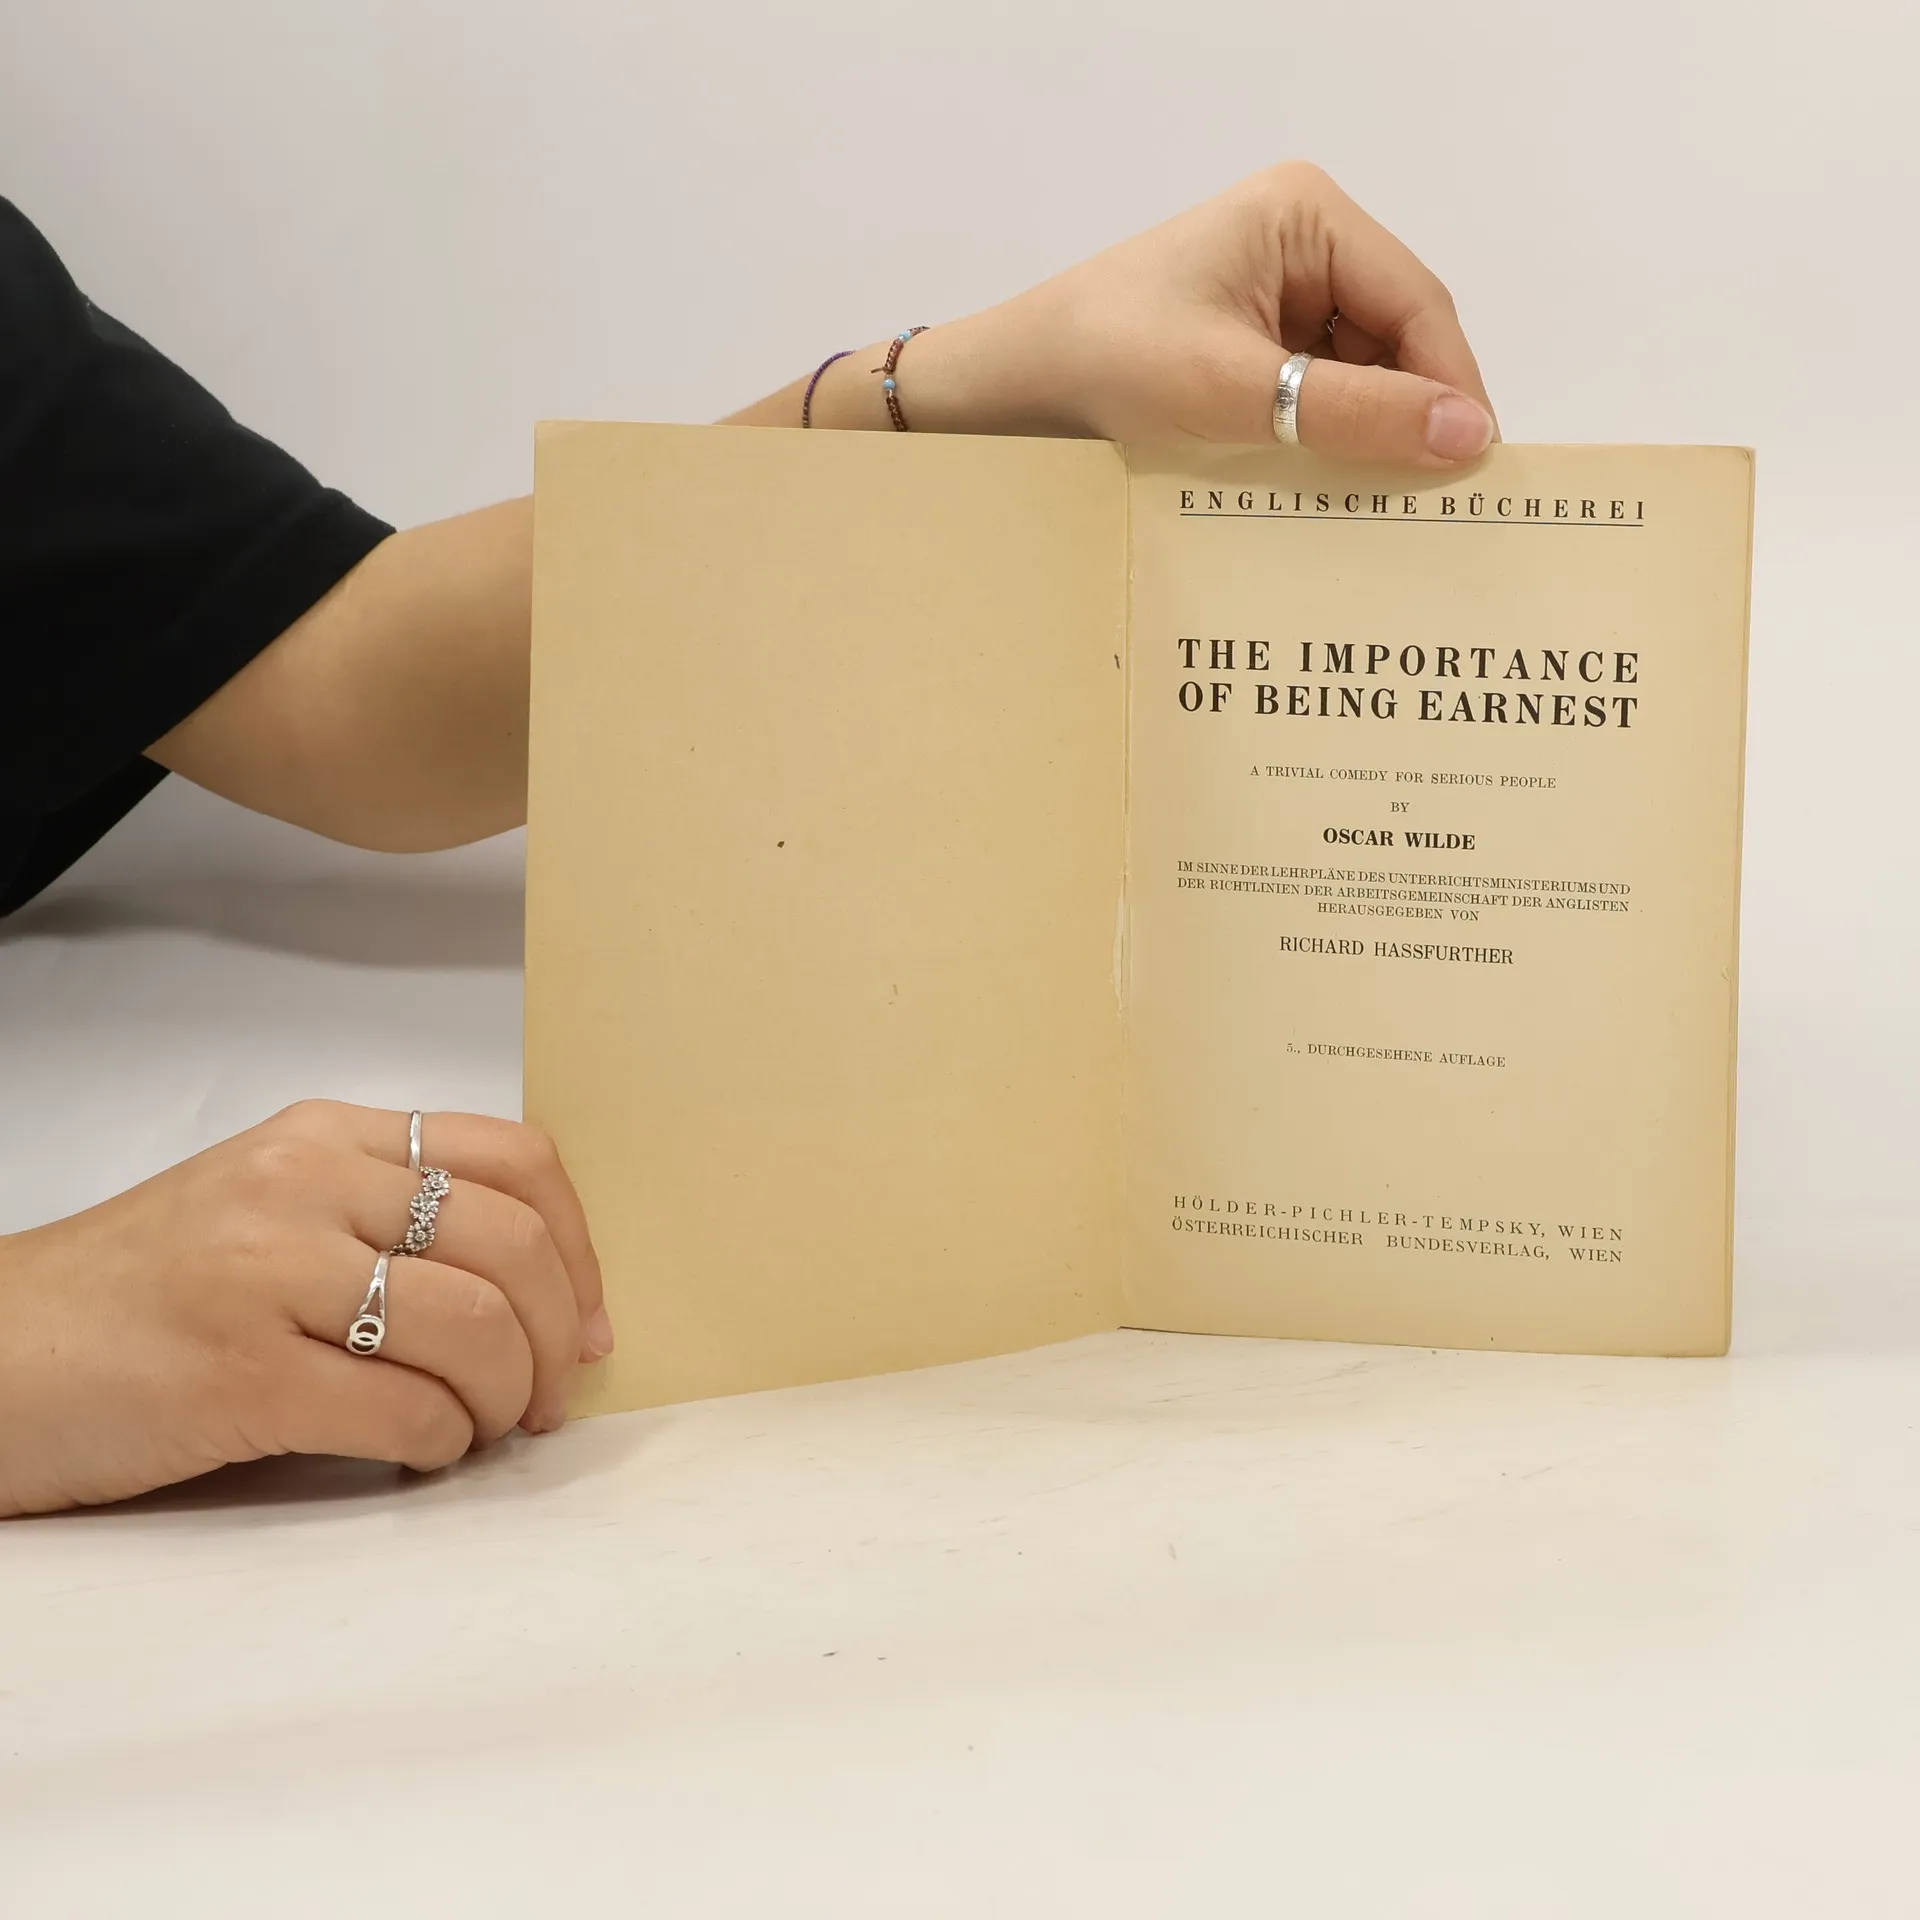 ENGLISCHE BÜCHEREI
THE IMPORTANCE
OF BEING EARNEST
A TRIVIAL COMEDY FOR SERIOUS PEOPLE
BY
OSCAR WILDE
IM SINNE DER LEHRPLÄNE DES UNTERRICHTSMINISTERIUMS UND
DER RICHTLINIEN DER ARBEITSGEMEINSCHAFT DER ANGLISTEN
HERAUSGEGEBEN VON
RICHARD HASSFURTHER
5., DURCHGESEHENE AUFLAGE
HÖLDER-PICHLER-TEMPSKY, WIEN
ÖSTERREICHISCHER BUNDESVERLAG, WIEN